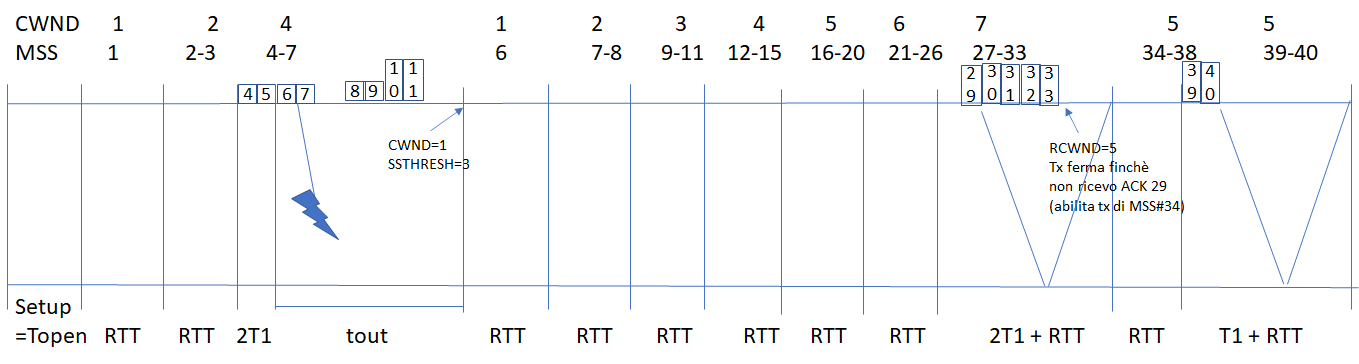 CWND 1 2 4 1 2 3 4 5 6 7 5 5
MSS 1 2-3 4-7 6 7-8 9-11 12-15 16-20 21-26 27-33 34-38 39-40
4 5 6 7 8 9 10 11 29 30 31 32 33 39 40
CWND=1
SSTHRESH=3
RCWND=5
Tx ferma finchè
non ricevo ACK 29
(abilita tx di MSS#34)
Setup
=Topen RTT RTT 2T1 tout RTT RTT RTT RTT RTT RTT 2T1 + RTT RTT T1 + RTT